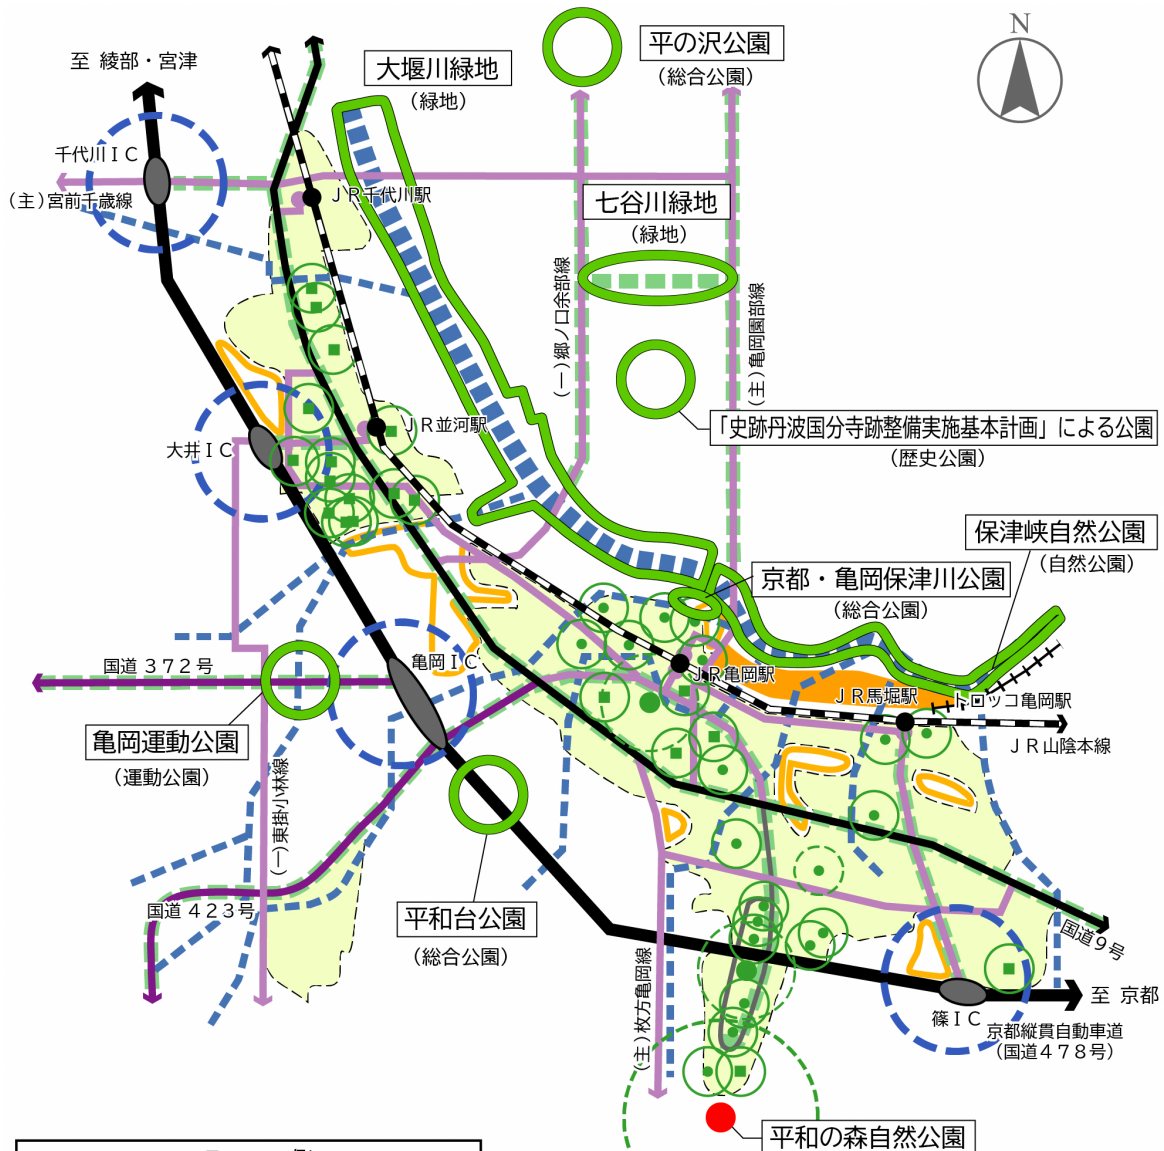 N
平の沢公園
（総合公園）
至 綾部・宮津
大堰川緑地
（緑地）
千代川ＩＣ
（主）宮前千歳線
ＪＲ千代川駅
七谷川緑地
（緑地）
（一）郷ノ口余部線
（主）亀岡園部線
「史跡丹波国分寺跡整備実施基本計画」による公園
（歴史公園）
ＪＲ並河駅
大井ＩＣ
保津峡自然公園
（自然公園）
京都・亀岡保津川公園
（総合公園）
国道 ３７２号
亀岡ＩＣ
ＪＲ亀岡駅
ＪＲ馬堀駅
トロッコ亀岡駅
ＪＲ山陰本線
亀岡運動公園
（運動公園）
（一）東掛小林線
国道 ４２３号
平和台公園
（総合公園）
（主）枚方亀岡線
国道９号
至 京都
篠ＩＣ
京都縦貫自動車道
（国道４７８号）
平和の森自然公園